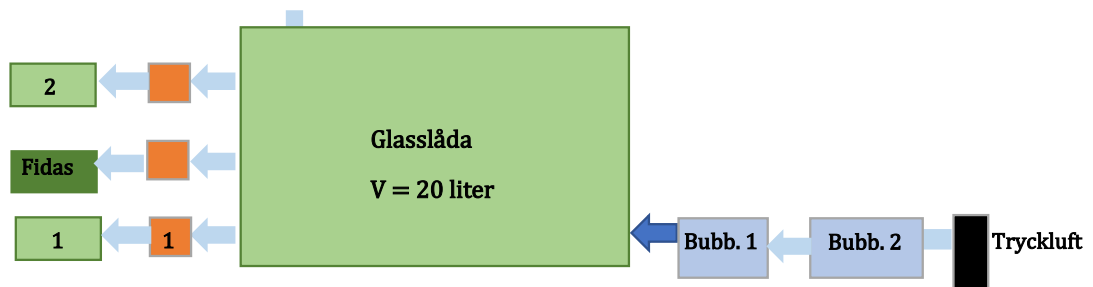 2
Glasslåda
Fidas
V = 20 liter
1
1
Bubb. 1
Bubb. 2
Tryckluft